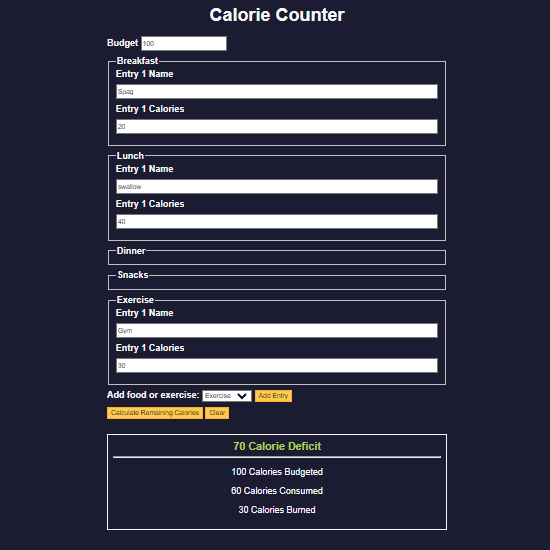 Calorie Counter
Budget 100
Breakfast
Entry 1 Name
Spag
Entry 1 Calories
20
Lunch
Entry 1 Name
swallow
Entry 1 Calories
40
Dinner
Snacks
Exercise
Entry 1 Name
Gym
Entry 1 Calories
30
Add food or exercise: Exercise Add Entry
Calculate Remaining Calories Clear
70 Calorie Deficit
100 Calories Budgeted
60 Calories Consumed
30 Calories Burned